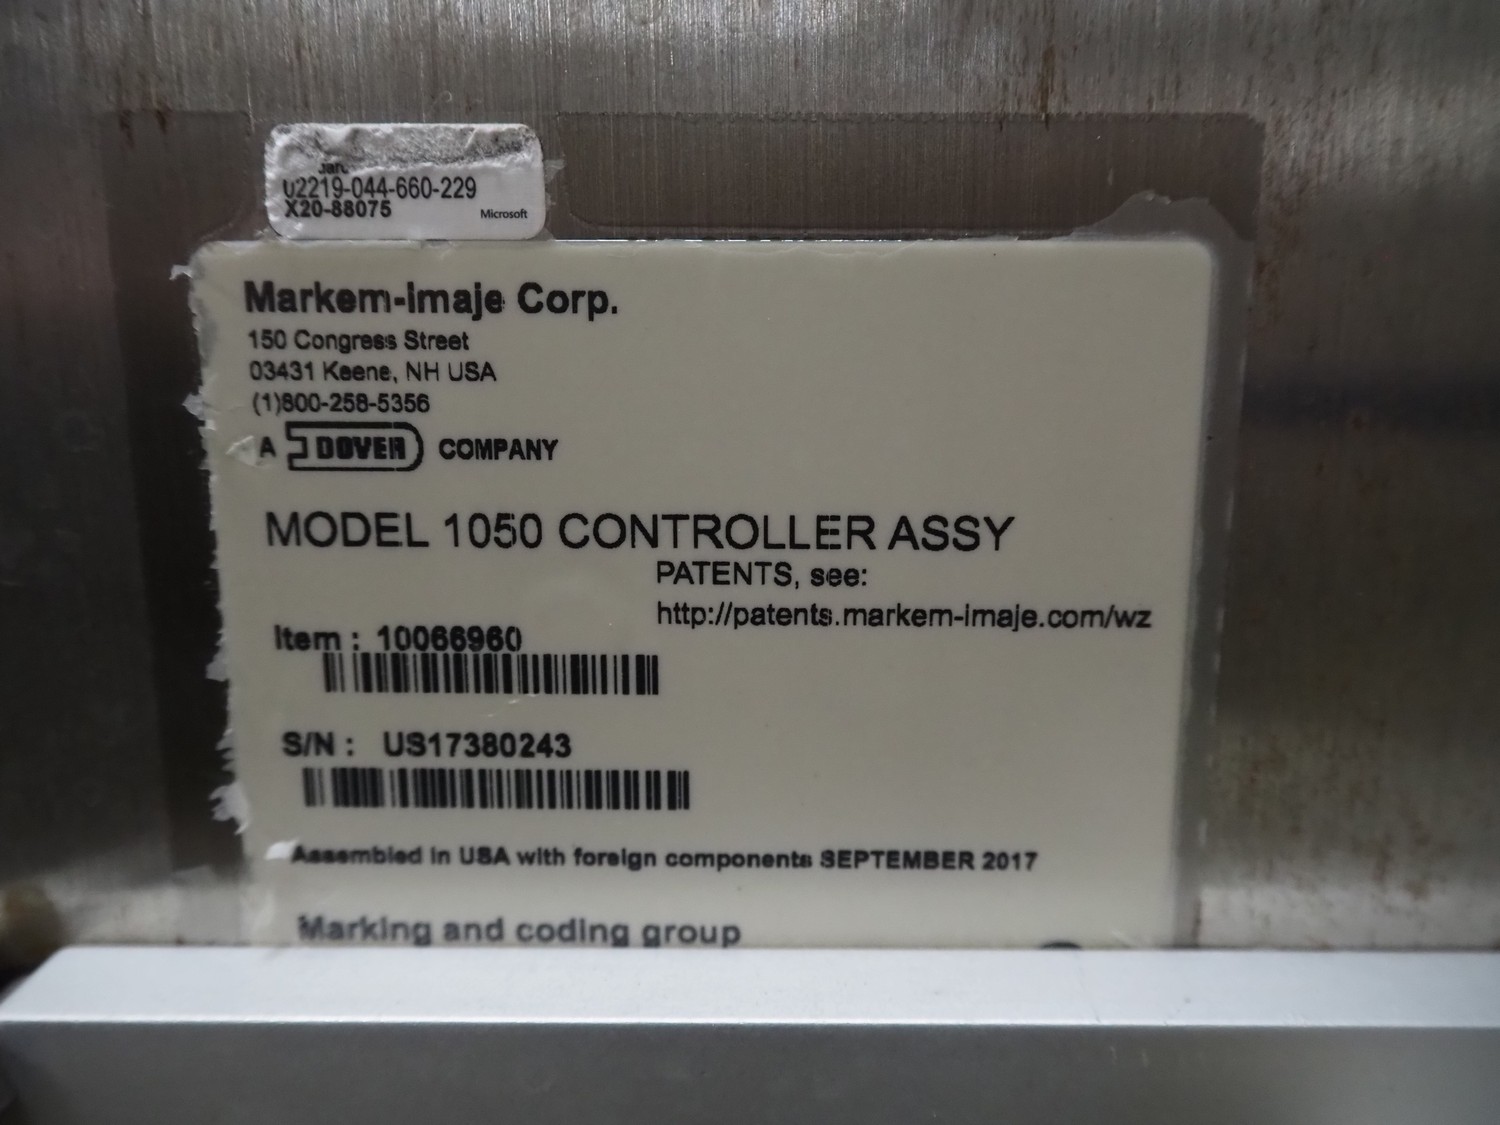 02219-044-660-229
X20-88075
Microsoft
Markem-Imaje Corp.
150 Congress Street
03431 Keene, NH USA
(1)800-258-5356
A DOVER COMPANY
MODEL 1050 CONTROLLER ASSY
PATENTS, see:
http://patents.markem-imaje.com/wz
Item : 10066960
S/N : US17380243
Assembled in USA with foreign components SEPTEMBER 2017
Marking and coding group